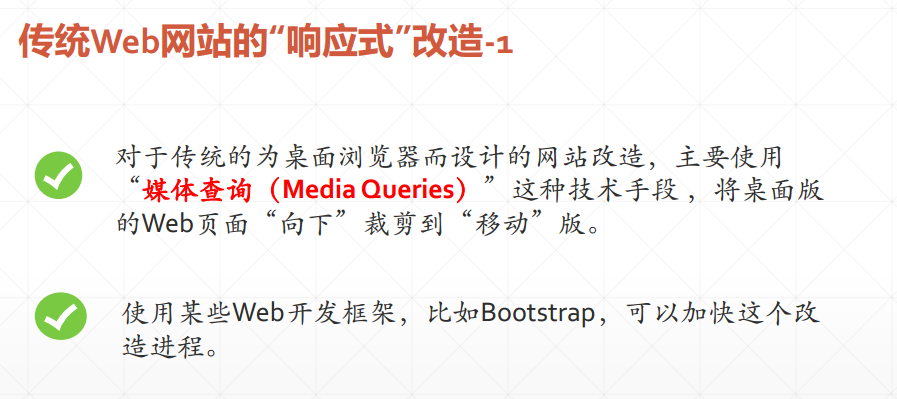 传统Web网站的“响应式”改造-1
对于传统的为桌面浏览器而设计的网站改造，主要使用
“媒体查询（Media Queries）”这种技术手段，将桌面版
的Web页面“向下”裁剪到“移动”版。
使用某些Web开发框架，比如Bootstrap，可以加快这个改
造进程。